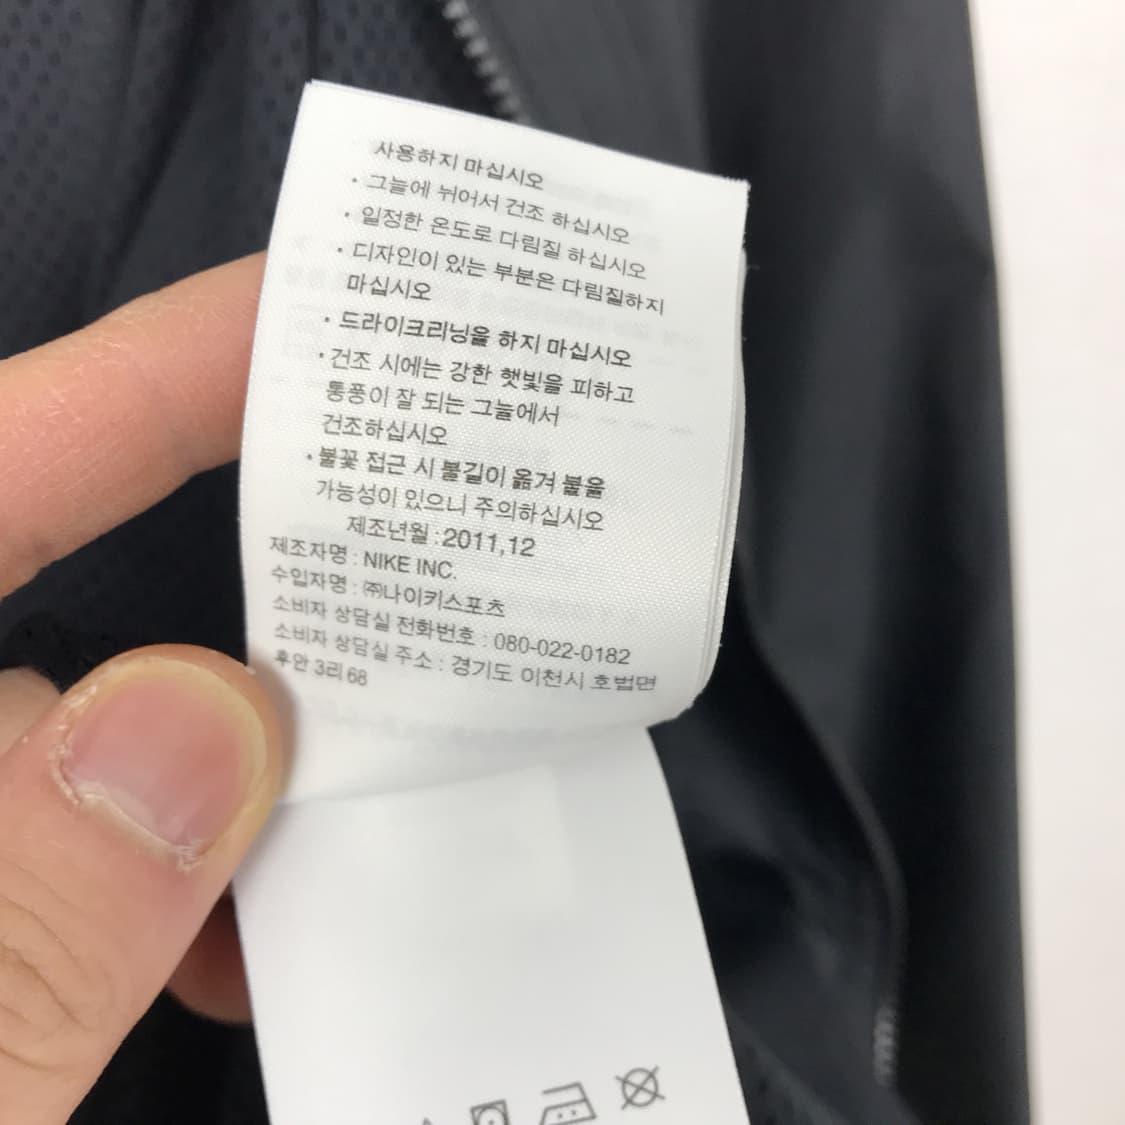 사용하지 마십시오
· 그늘에 뉘어서 건조 하십시오
· 일정한 온도로 다림질 하십시오
· 디자인이 있는 부분은 다림질하지
마십시오
· 드라이크리닝을 하지 마십시오
· 건조 시에는 강한 햇빛을 피하고
통풍이 잘 되는 그늘에서
건조하십시오
· 불꽃 접근 시 불길이 옮겨 붙을
가능성이 있으니 주의하십시오
제조년월 : 2011,12
제조자명 : NIKE INC.
수입자명 : ㈜나이키스포츠
소비자 상담실 전화번호 : 080-022-0182
소비자 상담실 주소 : 경기도 이천시 호법면
후안 3리 68